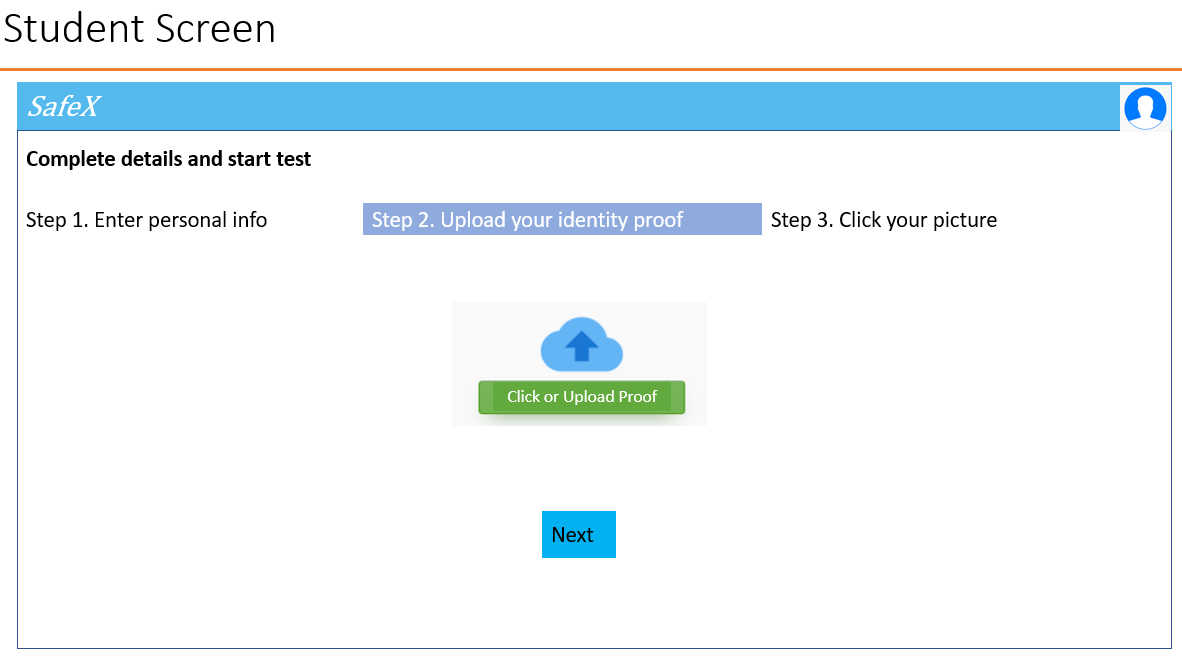 Student Screen
SafeX
Complete details and start test
Step 1. Enter personal info
Step 2. Upload your identity proof
Step 3. Click your picture
Click or Upload Proof
Next